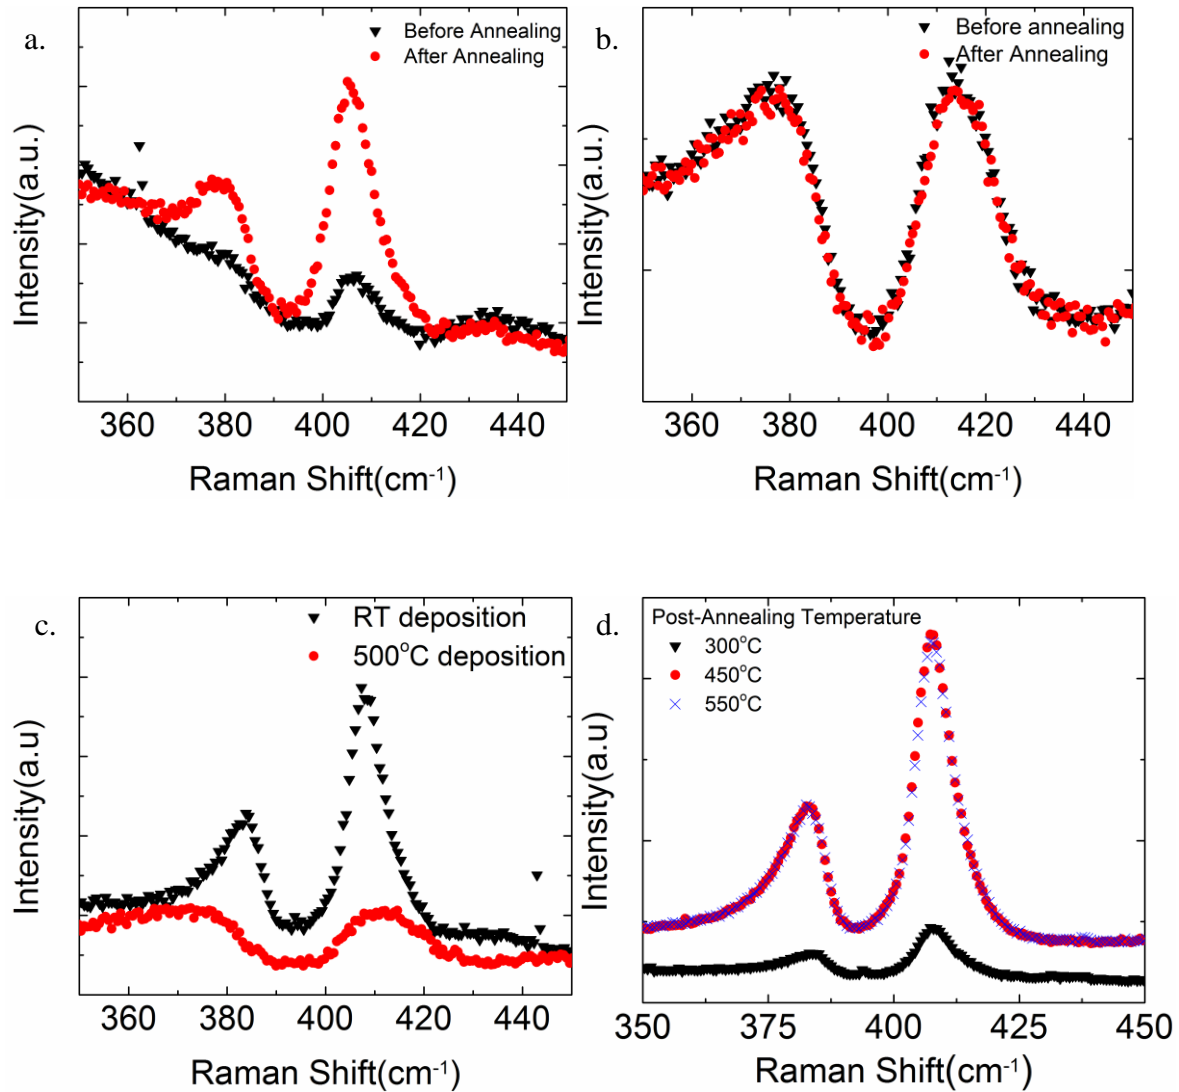 a.
Before Annealing
After Annealing
Intensity(a.u.)
360 380 400 420 440
Raman Shift(cm⁻¹)
b.
Before annealing
After Annealing
Intensity(a.u.)
360 380 400 420 440
Raman Shift(cm⁻¹)
c.
RT deposition
500°C deposition
Intensity(a.u)
360 380 400 420 440
Raman Shift(cm⁻¹)
d.
Post-Annealing Temperature
300°C
450°C
550°C
Intensity(a.u)
350 375 400 425 450
Raman Shift(cm⁻¹)